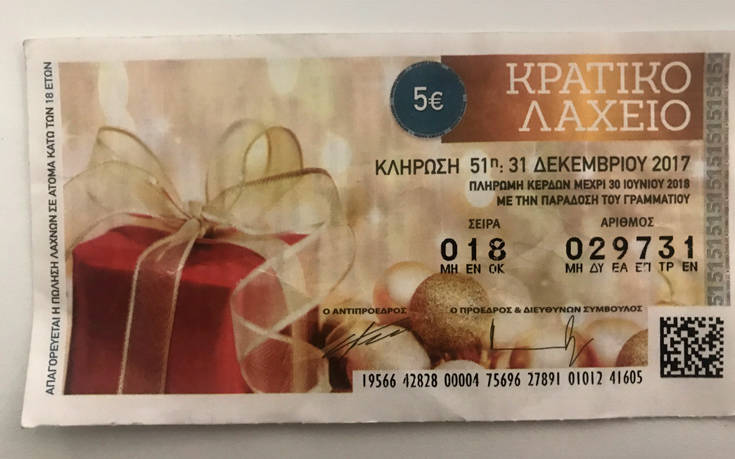 5€
ΚΡΑΤΙΚΟ
ΛΑΧΕΙΟ
ΚΛΗΡΩΣΗ 51η: 31 ΔΕΚΕΜΒΡΙΟΥ 2017
ΠΛΗΡΩΜΗ ΚΕΡΔΩΝ ΜΕΧΡΙ 30 ΙΟΥΝΙΟΥ 2018
ΜΕ ΤΗΝ ΠΑΡΑΔΟΣΗ ΤΟΥ ΓΡΑΜΜΑΤΙΟΥ
ΣΕΙΡΑ ΑΡΙΘΜΟΣ
018 029731
ΜΗ ΕΝ ΟΚ ΜΗ ΔΥ ΕΛ ΕΠ ΤΡ ΕΝ
Ο ΑΝΤΙΠΡΟΕΔΡΟΣ Ο ΠΡΟΕΔΡΟΣ & ΔΙΕΥΘΥΝΩΝ ΣΥΜΒΟΥΛΟΣ
19566 42828 00004 75696 27891 01012 41605
ΑΠΑΓΟΡΕΥΕΤΑΙ Η ΠΩΛΗΣΗ ΛΑΧΝΩΝ ΣΕ ΑΤΟΜΑ ΚΑΤΩ ΤΩΝ 18 ΕΤΩΝ